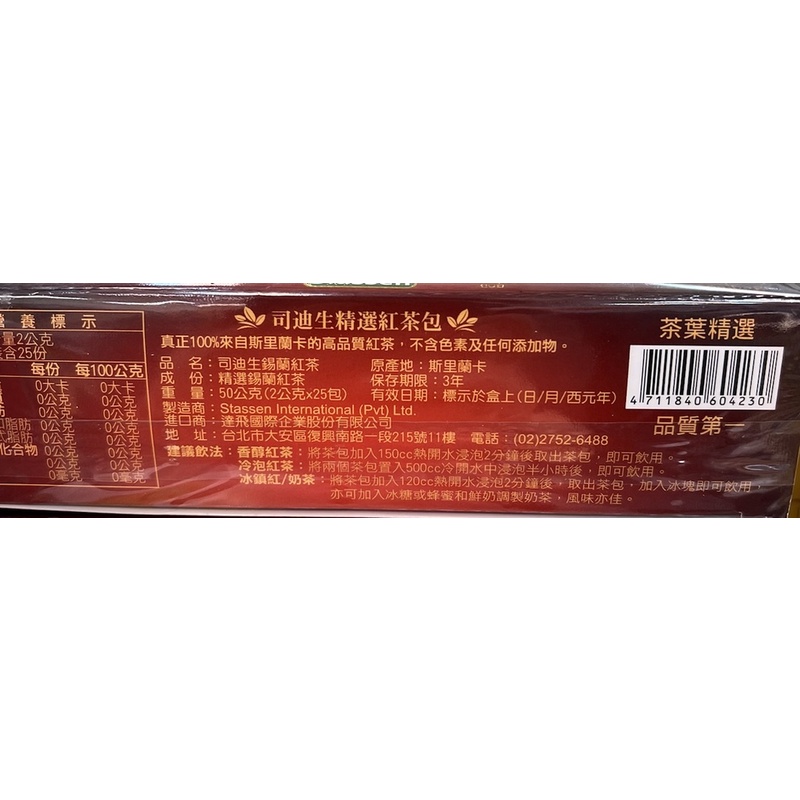 營養標示
量2公克
含25份
每份 每100公克
0大卡 0大卡
0公克 0公克
0公克 0公克
脂肪 0公克 0公克
脂肪 0公克 0公克
化合物 0公克 0公克
0公克 0公克
0毫克 0毫克
司迪生精選紅茶包
真正100%來自斯里蘭卡的高品質紅茶，不含色素及任何添加物。
品 名：司迪生錫蘭紅茶 原產地：斯里蘭卡
成 份：精選錫蘭紅茶 保存期限：3年
重 量：50公克(2公克x25包) 有效日期：標示於盒上(日/月/西元年)
製造商：Stassen International (Pvt) Ltd.
進口商：達飛國際企業股份有限公司
地 址：台北市大安區復興南路一段215號11樓 電話：(02)2752-6488
建議飲法：香醇紅茶：將茶包加入150cc熱開水浸泡2分鐘後取出茶包，即可飲用。
冷泡紅茶：將兩個茶包置入500cc冷開水中浸泡半小時後，即可飲用。
冰鎮紅/奶茶：將茶包加入120cc熱開水浸泡2分鐘後，取出茶包，加入冰塊即可飲用，
亦可加入冰糖或蜂蜜和鮮奶調製奶茶，風味亦佳。
茶葉精選
4 711840 604230
品質第一